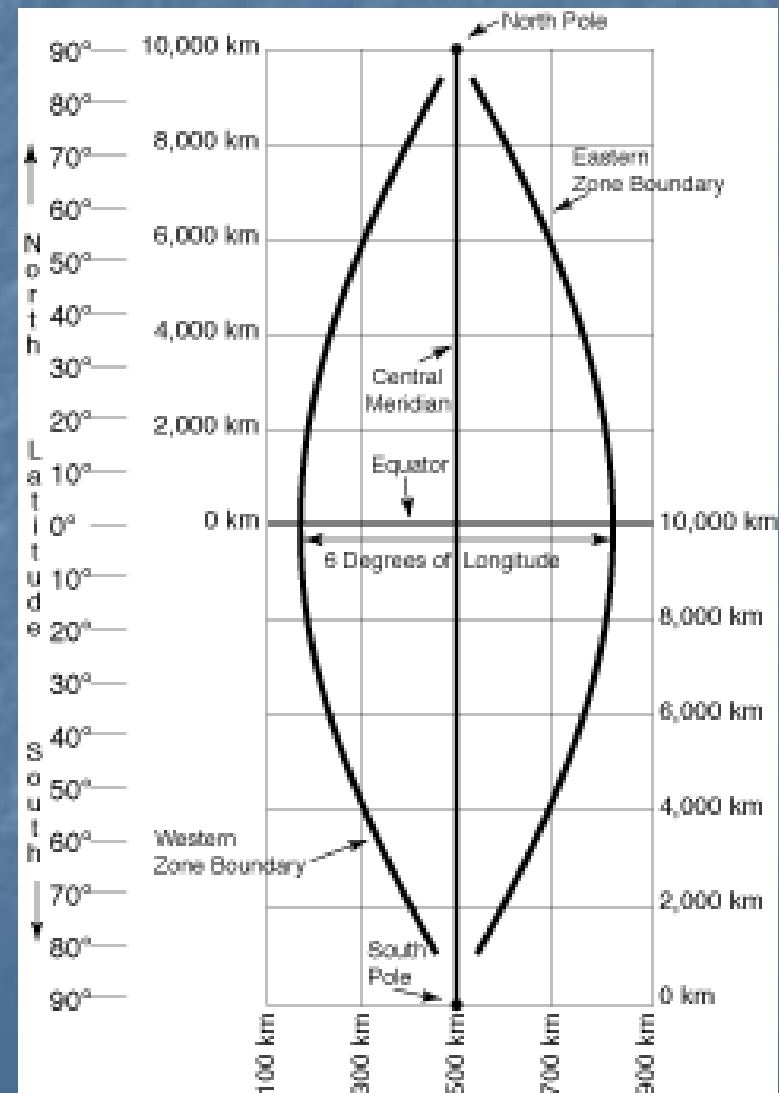 North Pole
90° 10,000 km
80°
8,000 km
70°
Eastern
Zone Boundary
60°
6,000 km
50°
40°
4,000 km
30°
Central
Meridian
20°
2,000 km
10°
Equator
0° 0 km 10,000 km
6 Degrees of Longitude
10°
8,000 km
20°
30°
6,000 km
40°
50°
4,000 km
60°
Western
Zone Boundary
70°
2,000 km
80°
South
Pole
90° 0 km
North
Latitude
South
100 km
300 km
500 km
700 km
900 km